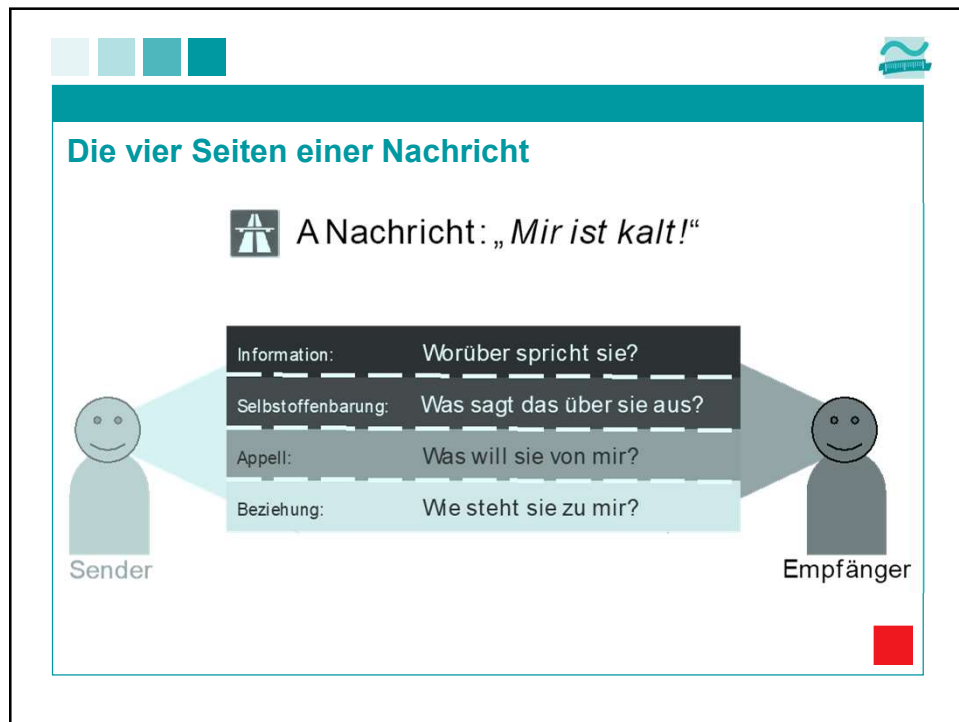 Die vier Seiten einer Nachricht
A Nachricht: „Mir ist kalt!“
Information: Worüber spricht sie?
Selbstoffenbarung: Was sagt das über sie aus?
Appell: Was will sie von mir?
Beziehung: Wie steht sie zu mir?
Sender
Empfänger